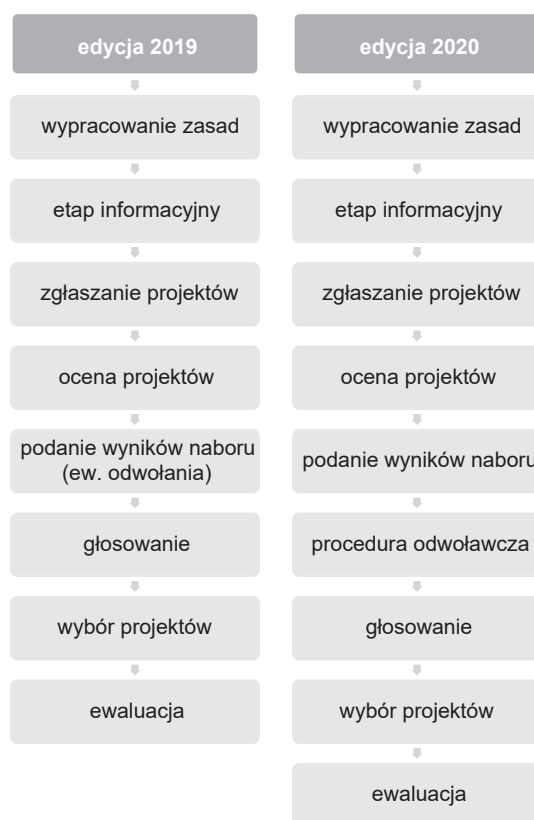 edycja 2019
wypracowanie zasad
etap informacyjny
zgłaszanie projektów
ocena projektów
podanie wyników naboru
(ew. odwołania)
głosowanie
wybór projektów
ewaluacja
edycja 2020
wypracowanie zasad
etap informacyjny
zgłaszanie projektów
ocena projektów
podanie wyników naboru
procedura odwoławcza
głosowanie
wybór projektów
ewaluacja